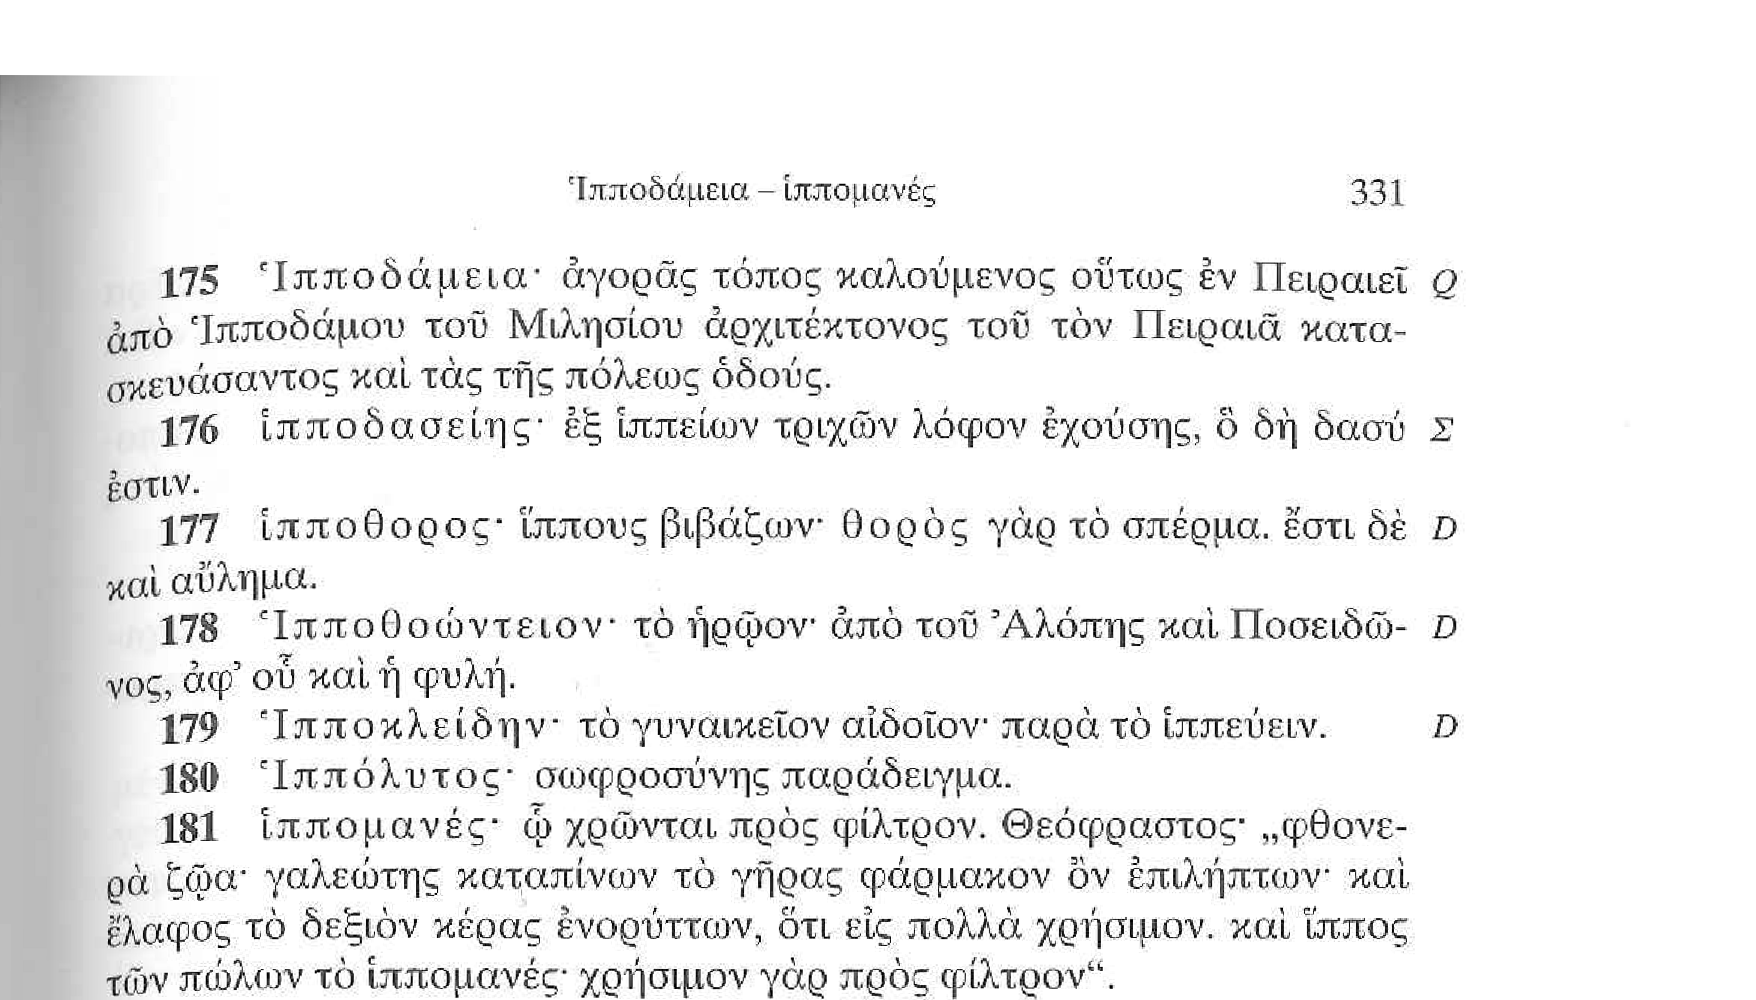 Ἱπποδάμεια – ἱππομανές 331
175 Ἱπποδάμεια· ἀγορᾶς τόπος καλούμενος οὕτως ἐν Πειραιεῖ Q
ἀπὸ Ἱπποδάμου τοῦ Μιλησίου ἀρχιτέκτονος τοῦ τὸν Πειραιᾶ κατα-
σκευάσαντος καὶ τὰς τῆς πόλεως ὁδούς.
176 ἱπποδασείης· ἐξ ἱππείων τριχῶν λόφον ἐχούσης, ὃ δὴ δασύ Σ
ἐστιν.
177 ἱπποθορος· ἵππους βιβάζων· θορὸς γὰρ τὸ σπέρμα. ἔστι δὲ D
καὶ αὔλημα.
178 Ἱπποθοώντειον· τὸ ἡρῷον· ἀπὸ τοῦ Ἀλόπης καὶ Ποσειδῶ- D
νος, ἀφ’ οὗ καὶ ἡ φυλή.
179 Ἱπποκλείδην· τὸ γυναικεῖον αἰδοῖον· παρὰ τὸ ἱππεύειν. D
180 Ἱππόλυτος· σωφροσύνης παράδειγμα.
181 ἱππομανές· ᾧ χρῶνται πρὸς φίλτρον. Θεόφραστος· „φθονε-
ρὰ ζῷα· γαλεώτης καταπίνων τὸ γῆρας φάρμακον ὂν ἐπιλήπτων· καὶ
ἔλαφος τὸ δεξιὸν κέρας ἐνορύττων, ὅτι εἰς πολλὰ χρήσιμον. καὶ ἵππος
τῶν πώλων τὸ ἱππομανές· χρήσιμον γὰρ πρὸς φίλτρον“.